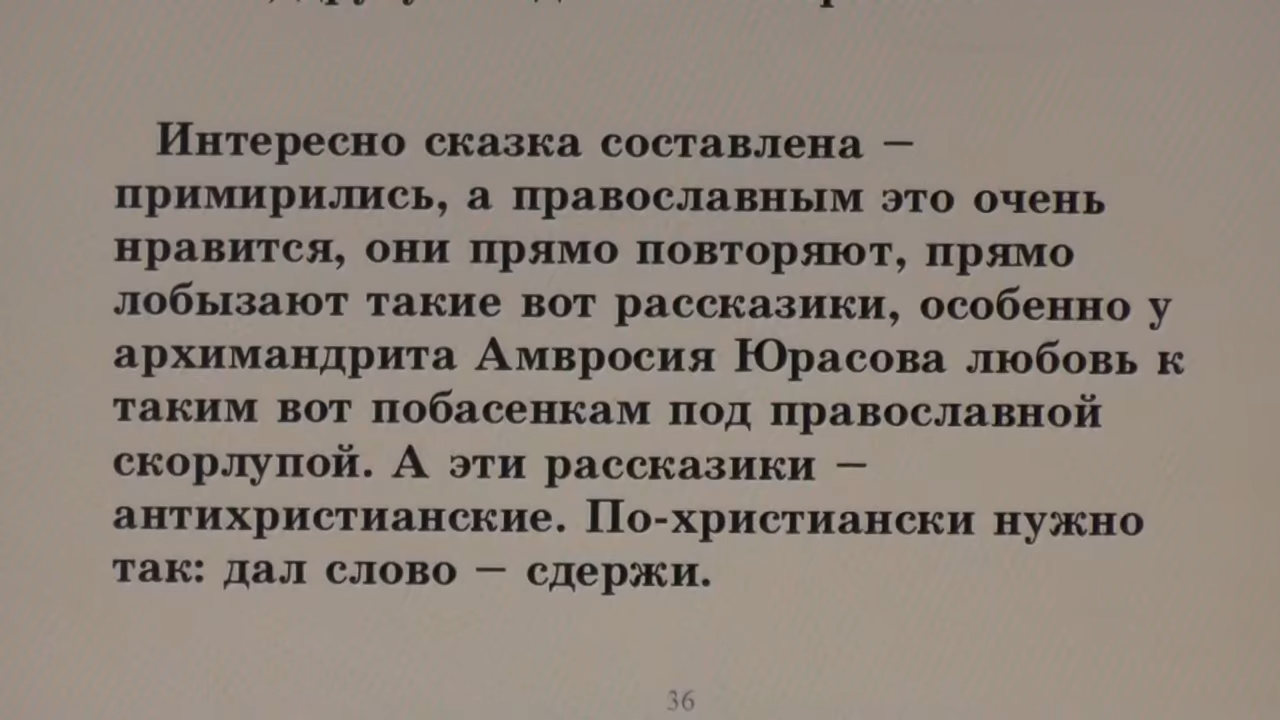 Интересно сказка составлена –
примирились, а православным это очень
нравится, они прямо повторяют, прямо
лобызают такие вот рассказики, особенно у
архимандрита Амвросия Юрасова любовь к
таким вот побасенкам под православной
скорлупой. А эти рассказики –
антихристианские. По-христиански нужно
так: дал слово – сдержи.
36